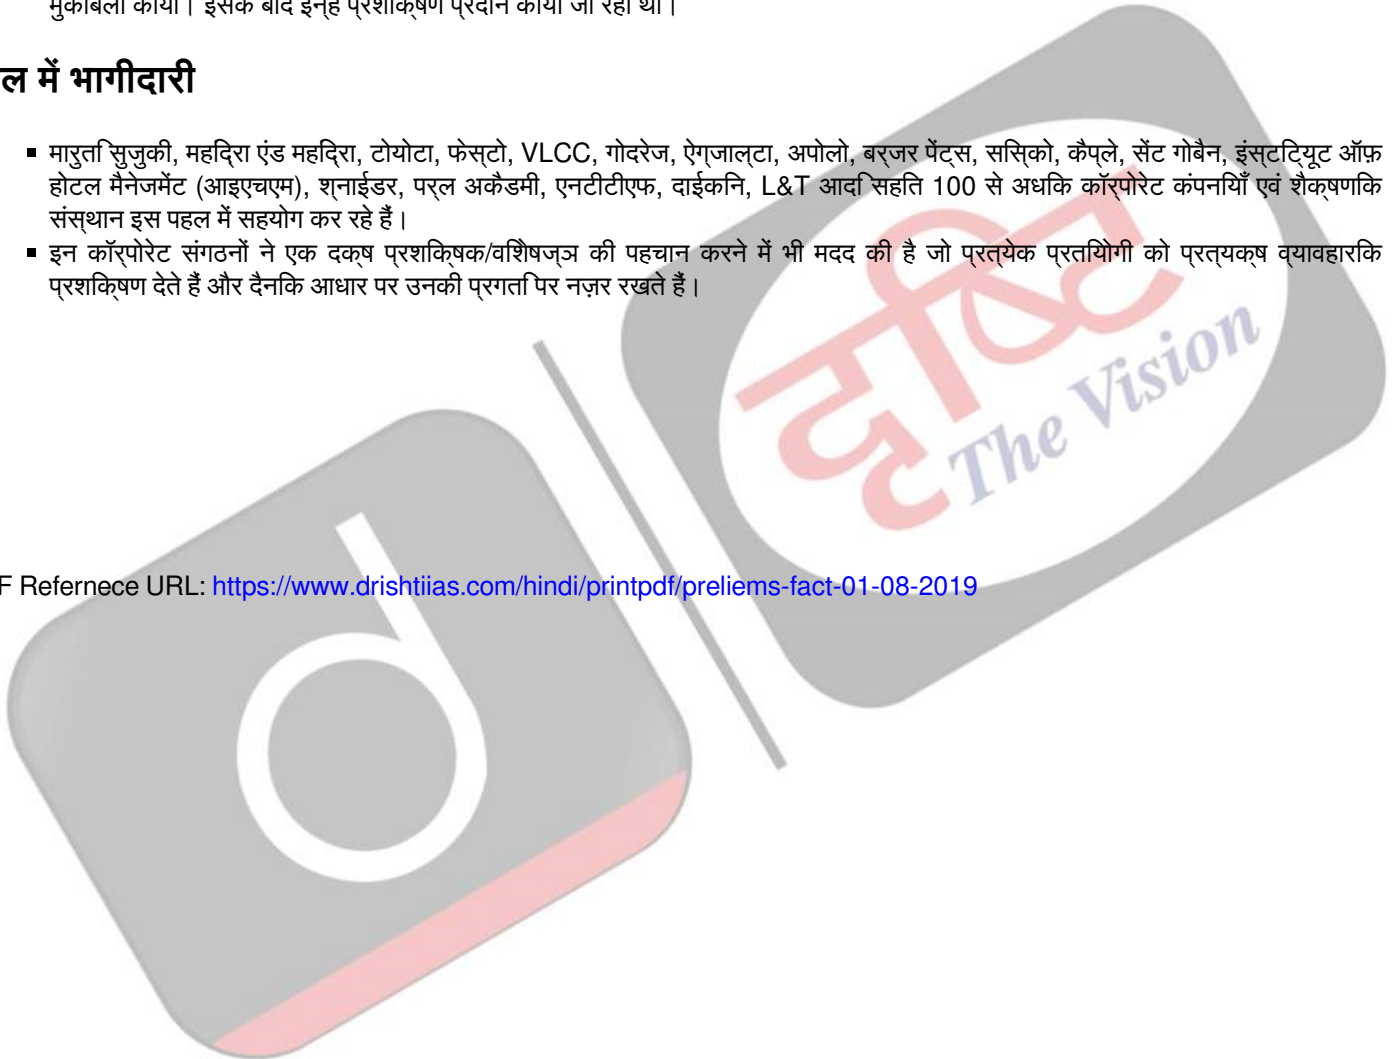 मुकाबला किया। इसके बाद इन्हें प्रशिक्षण प्रदान किया जा रहा था।
ल में भागीदारी
▪ मारुति सुजुकी, महिंद्रा एंड महिंद्रा, टोयोटा, फेस्टो, VLCC, गोदरेज, ऐग्जाल्टा, अपोलो, बर्जर पेंट्स, सिस्को, कैप्ले, सेंट गोबैन, इंस्टिट्यूट ऑफ़
होटल मैनेजमेंट (आइएचएम), श्नाईडर, पर्ल अकैडमी, एनटीटीएफ, दाईकिन, L&T आदि सहित 100 से अधिक कॉर्पोरेट कंपनियाँ एवं शैक्षणिक
संस्थान इस पहल में सहयोग कर रहे हैं।
▪ इन कॉर्पोरेट संगठनों ने एक दक्ष प्रशिक्षक/विशेषज्ञ की पहचान करने में भी मदद की है जो प्रत्येक प्रतियोगी को प्रत्यक्ष व्यावहारिक
प्रशिक्षण देते हैं और दैनिक आधार पर उनकी प्रगति पर नज़र रखते हैं।
दृष्टि
The Vision
F Refernece URL: https://www.drishtiias.com/hindi/printpdf/preliems-fact-01-08-2019
d